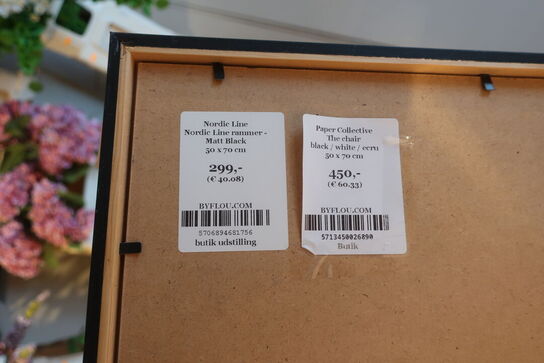 Nordic Line
Nordic Line rammer -
Matt Black
50 x 70 cm
299,-
(€ 40.08)
BYFLOU.COM
5706894681756
butik udstilling
Paper Collective
The chair
black / white / ecru
50 x 70 cm
450,-
(€ 60.33)
BYFLOU.COM
5713450026890
Butik